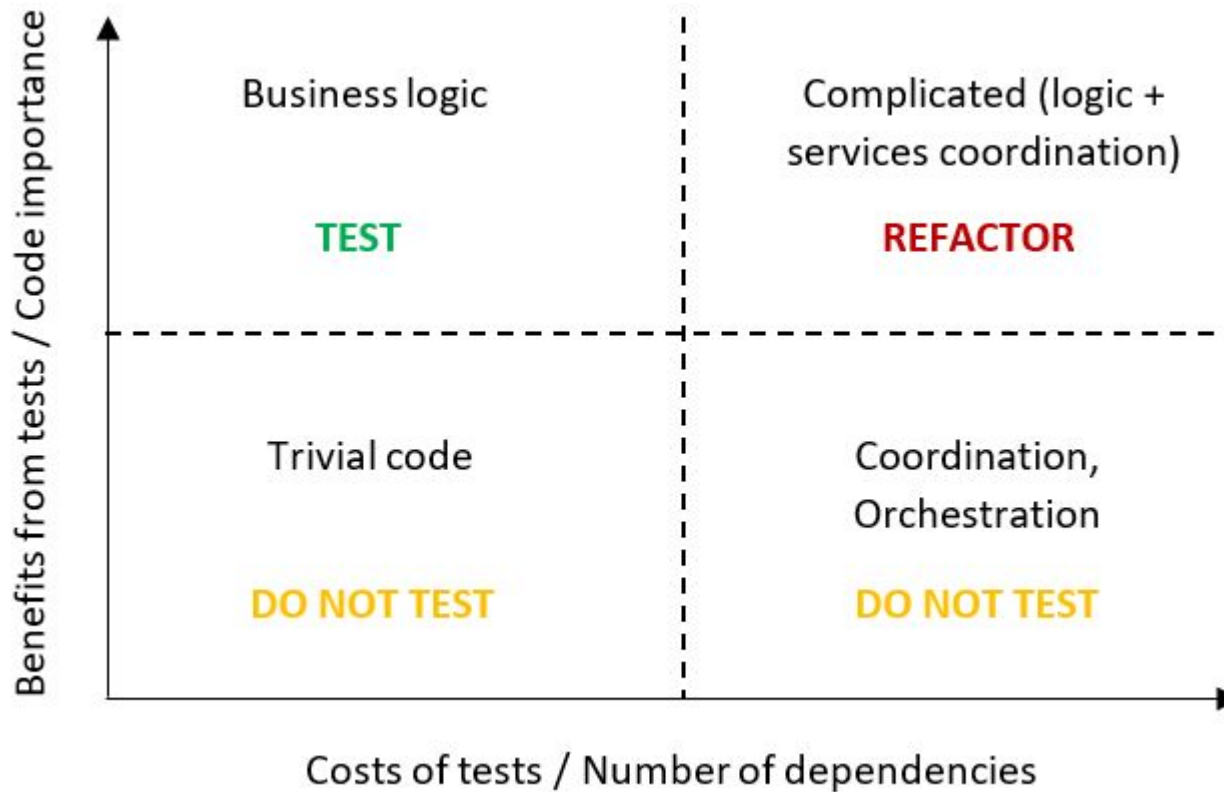 Benefits from tests / Code importance
Business logic
TEST
Complicated (logic +
services coordination)
REFACTOR
Trivial code
DO NOT TEST
Coordination,
Orchestration
DO NOT TEST
Costs of tests / Number of dependencies